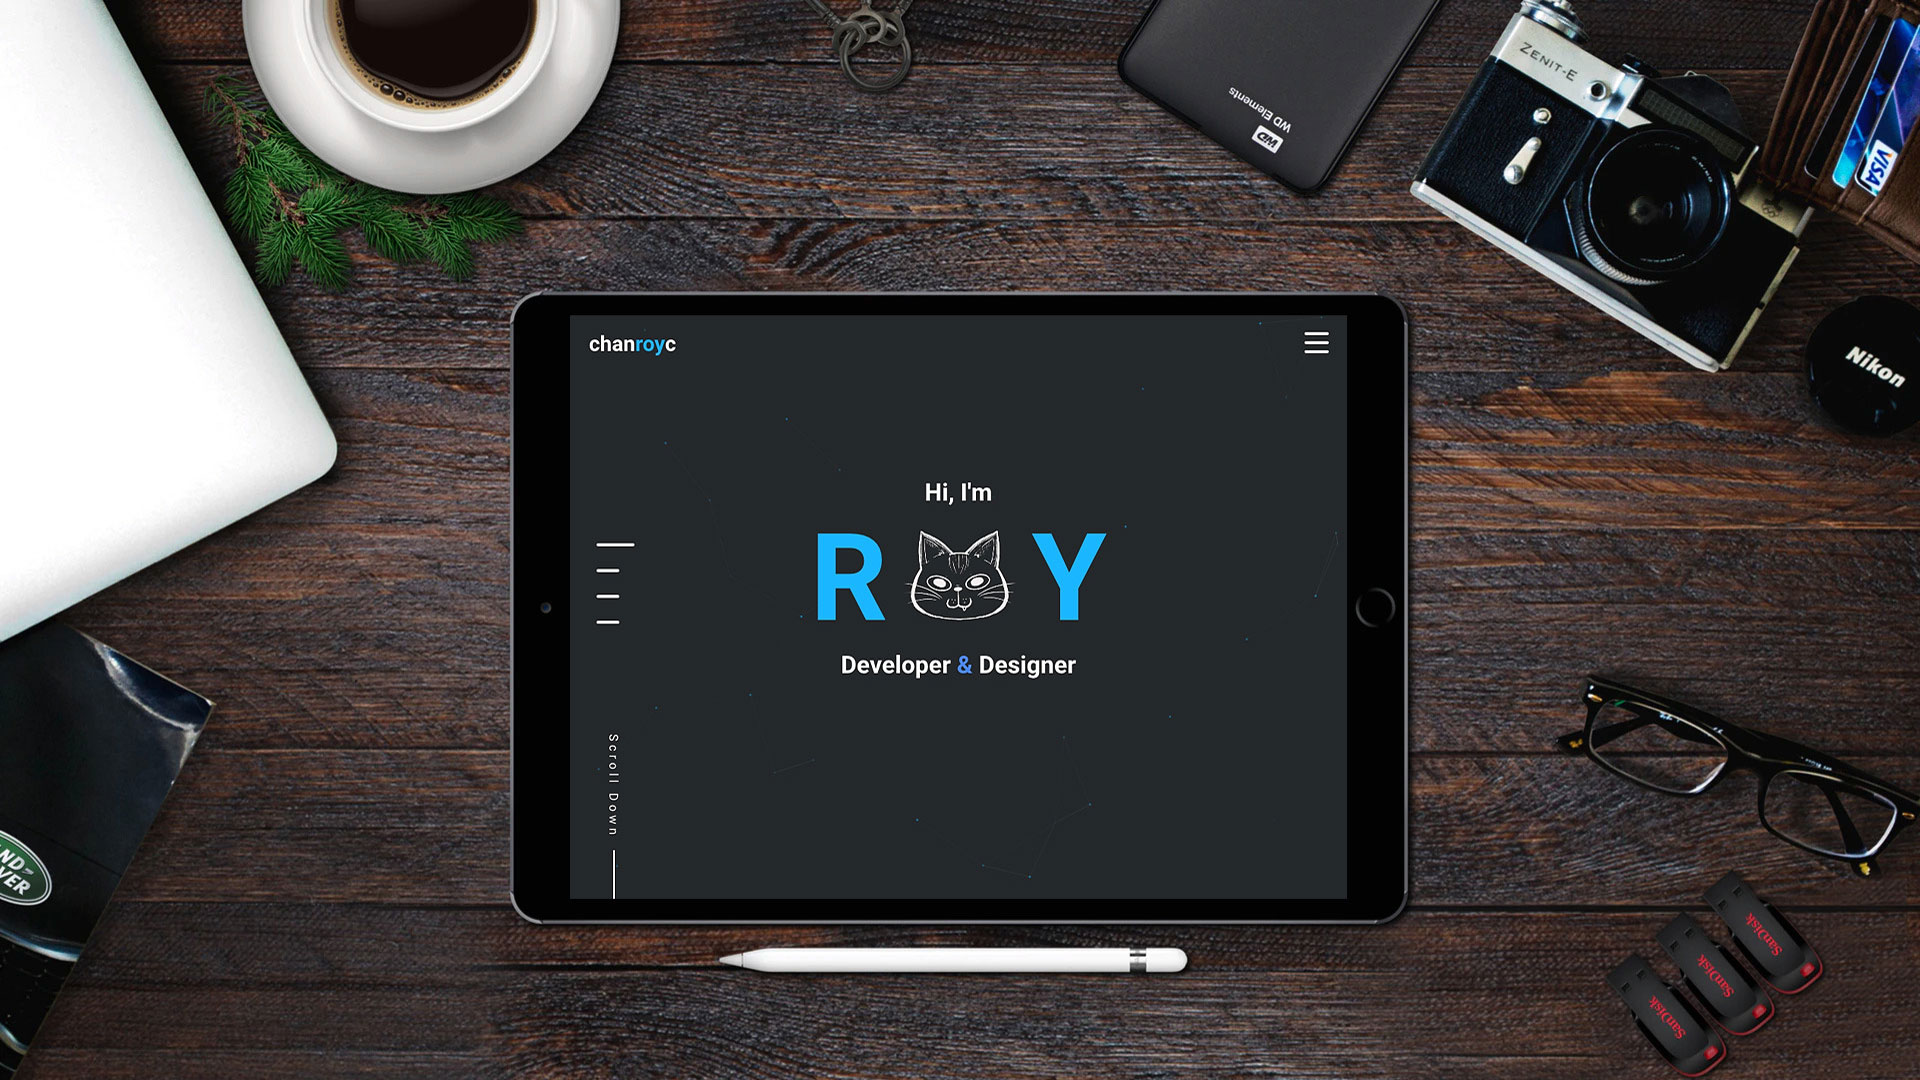 WD Elements
WD
ZENIT-E
VISA
Nikon
chanroyc
Hi, I'm
R Y
Developer & Designer
Scroll Down
ND-
VER
SanDisk
SanDisk
SanDisk